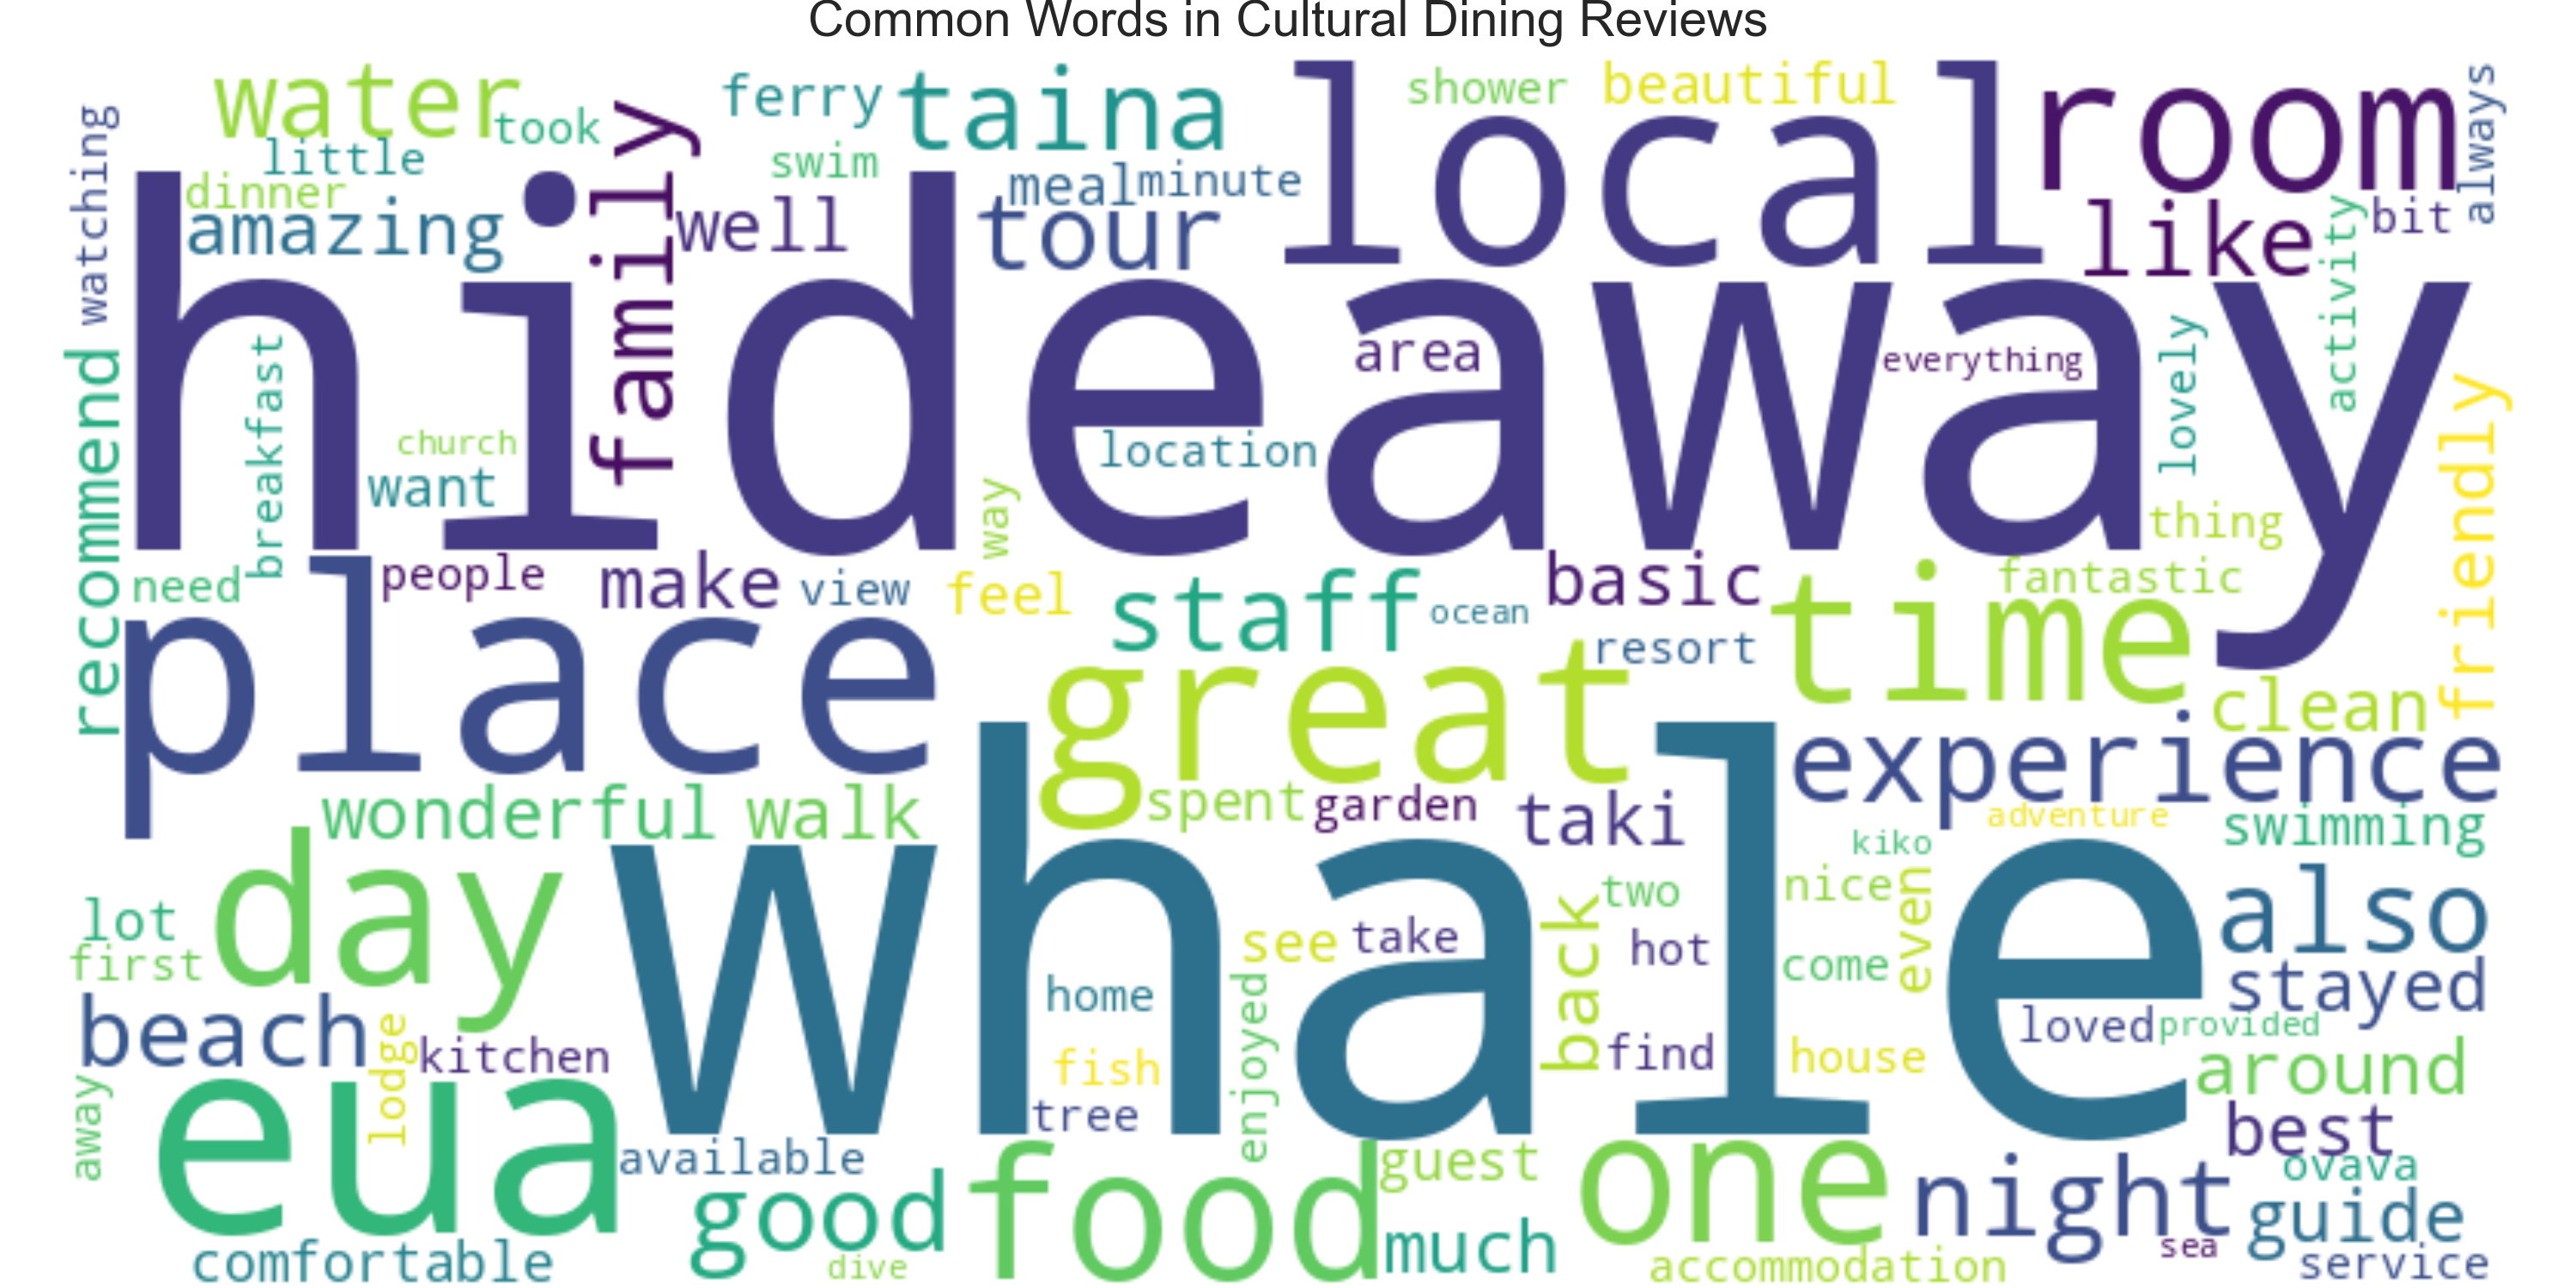 Common Words in Cultural Dining Reviews
water
took
ferry
taina
local
shower
beautiful
room
always
watching
little
family
swim
meal
minute
dinner
amazing
well
tour
like
bit
activity
hideaway
recommend
breakfast
church
want
location
area
everything
lovely
friendly
way
thing
need
people
make
view
feel
staff
ocean
basic
resort
time
fantastic
place
great
clean
experience
wonderful
walk
spent
garden
taki
adventure
swimming
kiko
day
whale
lot
first
see
take
back
two
hot
nice
even
come
also
stayed
beach
lodge
kitchen
home
fish
tree
enjoyed
find
house
loved
provided
around
away
eua
available
best
ovava
good
food
guest
much
one
night
guide
comfortable
dive
accommodation
sea
service